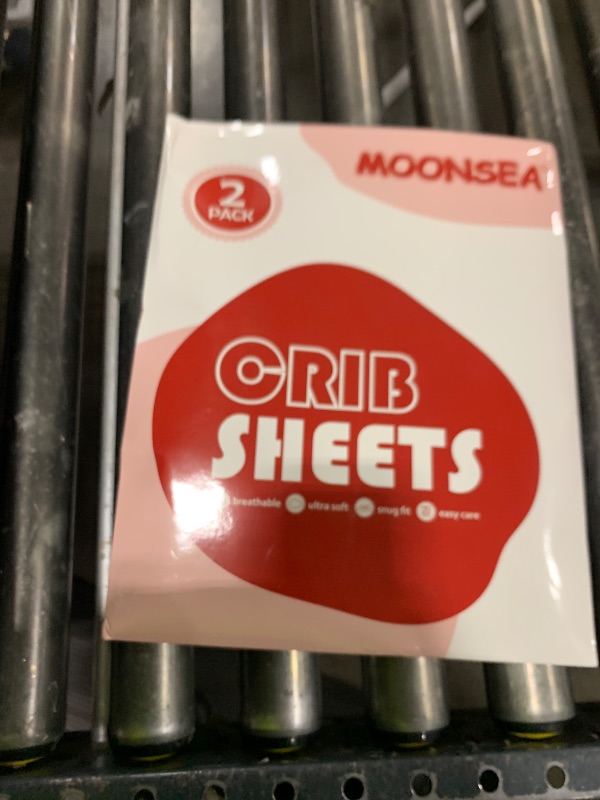 MOONSEA
2
PACK
CRIB
SHEETS
breathable ultra soft snug fit easy care